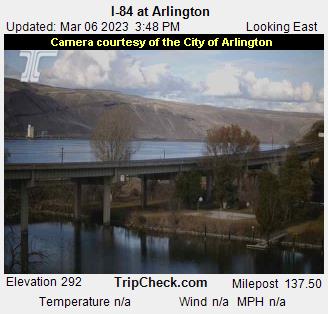 I-84 at Arlington
Updated: Mar 06 2023 3:48 PM Looking East
Camera courtesy of the City of Arlington
Elevation 292 TripCheck.com Milepost 137.50
Temperature n/a Wind n/a MPH n/a